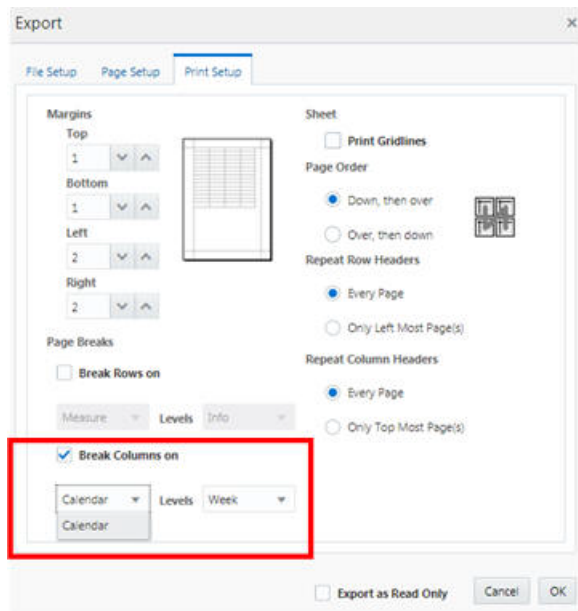 Export
File Setup Page Setup Print Setup
Margins
Top
1
Bottom
1
Left
2
Right
2
Page Breaks
Break Rows on
Measure Levels Info
Break Columns on
Calendar Levels Week
Calendar
Sheet
Print Gridlines
Page Order
Down, then over
Over, then down
Repeat Row Headers
Every Page
Only Left Most Page(s)
Repeat Column Headers
Every Page
Only Top Most Page(s)
Export as Read Only Cancel OK